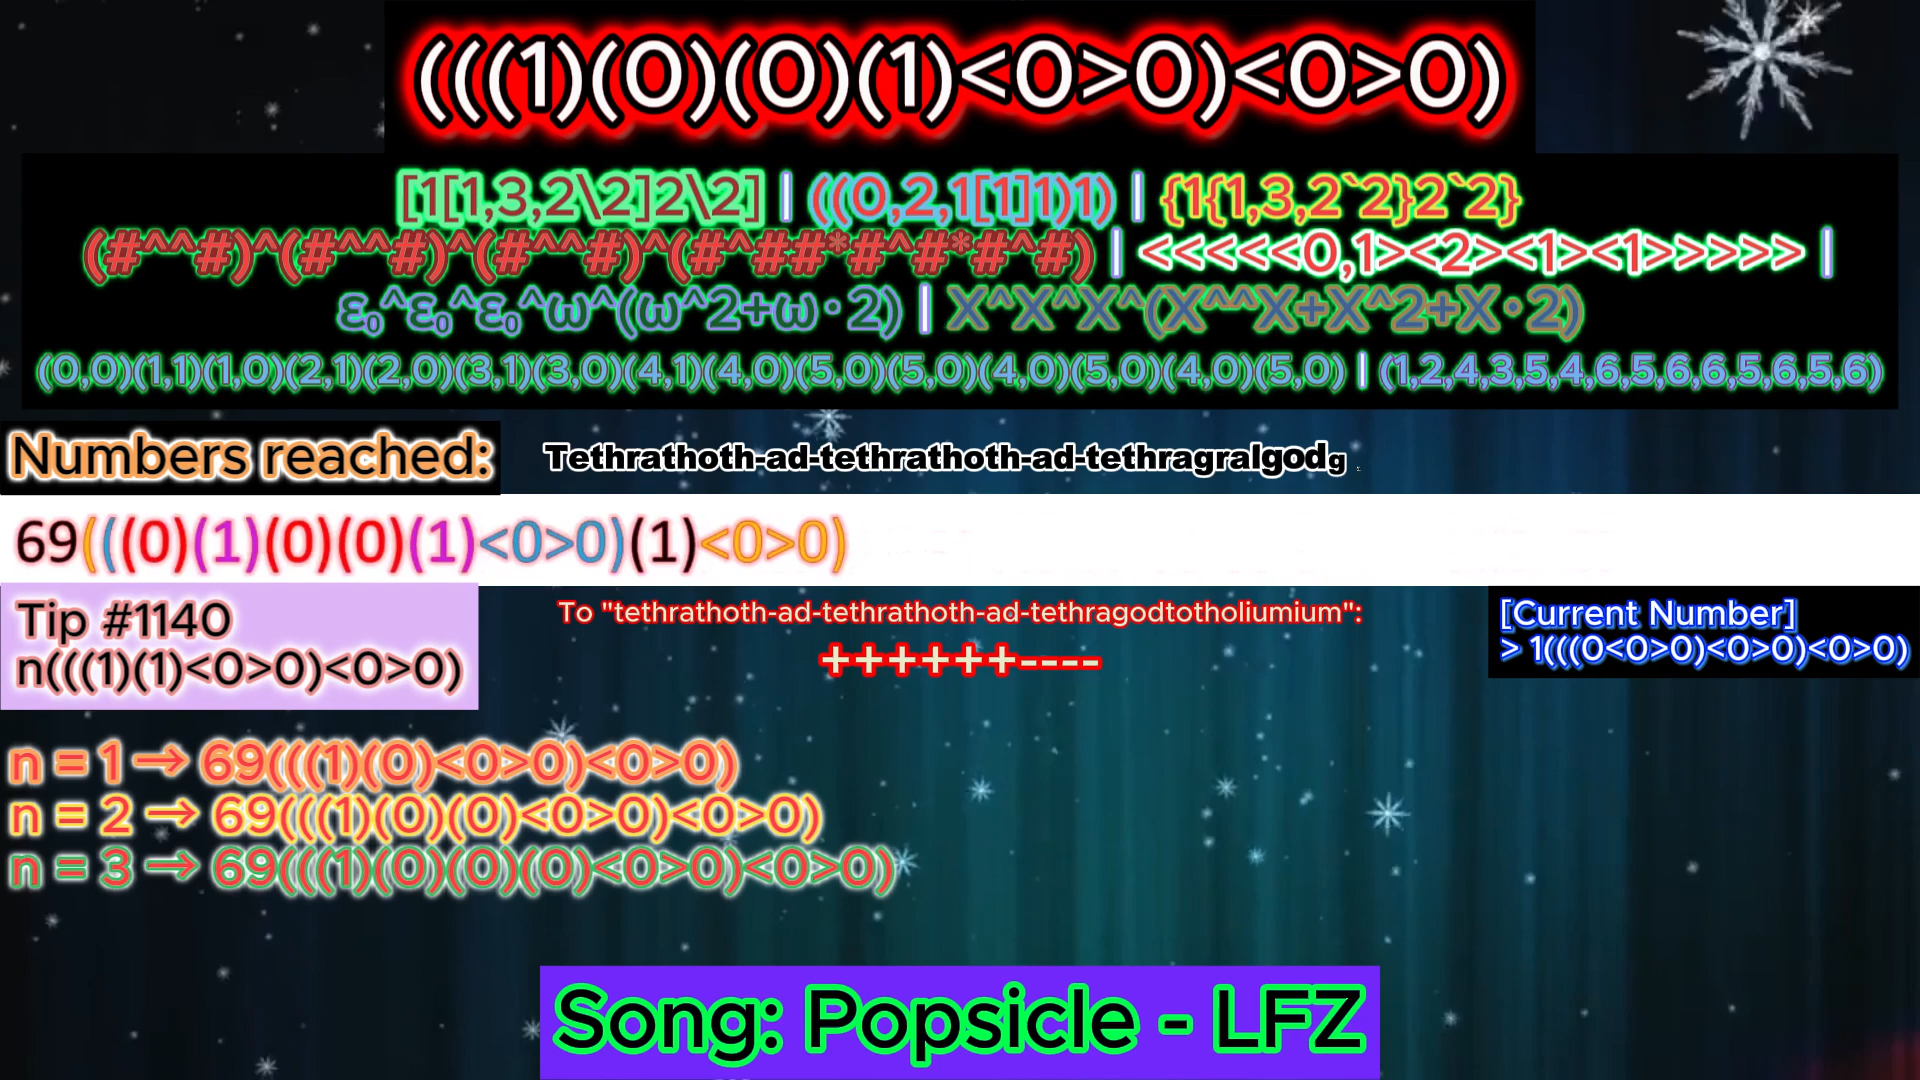 (((1)(0)(0)(1)<0>0)<0>0)
[1[1,3,2\2]2\2] | ((0,2,1[1]1)1) | {1{1,3,2`2}2`2}
(#^^#)^(#^^#)^(#^^#)^(#^##*#^#*#^#) | <<<<<0,1><2><1><1>>>>> |
ε₀^ε₀^ε₀^ω^(ω^2+ω·2) | X^X^X^(X^^X+X^2+X·2)
(0,0)(1,1)(1,0)(2,1)(2,0)(3,1)(3,0)(4,1)(4,0)(5,0)(5,0)(4,0)(5,0)(4,0)(5,0) | (1,2,4,3,5,4,6,5,6,6,5,6,5,6)
Numbers reached: Tethrathoth-ad-tethrathoth-ad-tethragralgodg
69(((0)(1)(0)(0)(1)<0>0)(1)<0>0)
Tip #1140
n(((1)(1)<0>0)<0>0)
To "tethrathoth-ad-tethrathoth-ad-tethragodtotholiumium":
++++++----
[Current Number]
> 1(((0<0>0)<0>0)<0>0)
n = 1 → 69(((1)(0)<0>0)<0>0)
n = 2 → 69(((1)(0)(0)<0>0)<0>0)
n = 3 → 69(((1)(0)(0)(0)<0>0)<0>0)
Song: Popsicle - LFZ